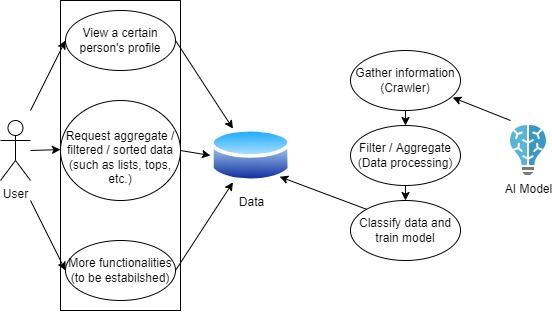 View a certain
person's profile
Request aggregate /
filtered / sorted data
(such as lists, tops,
etc.)
More functionalities
(to be estabilshed)
User
Data
Gather information
(Crawler)
Filter / Aggregate
(Data processing)
Classify data and
train model
AI Model